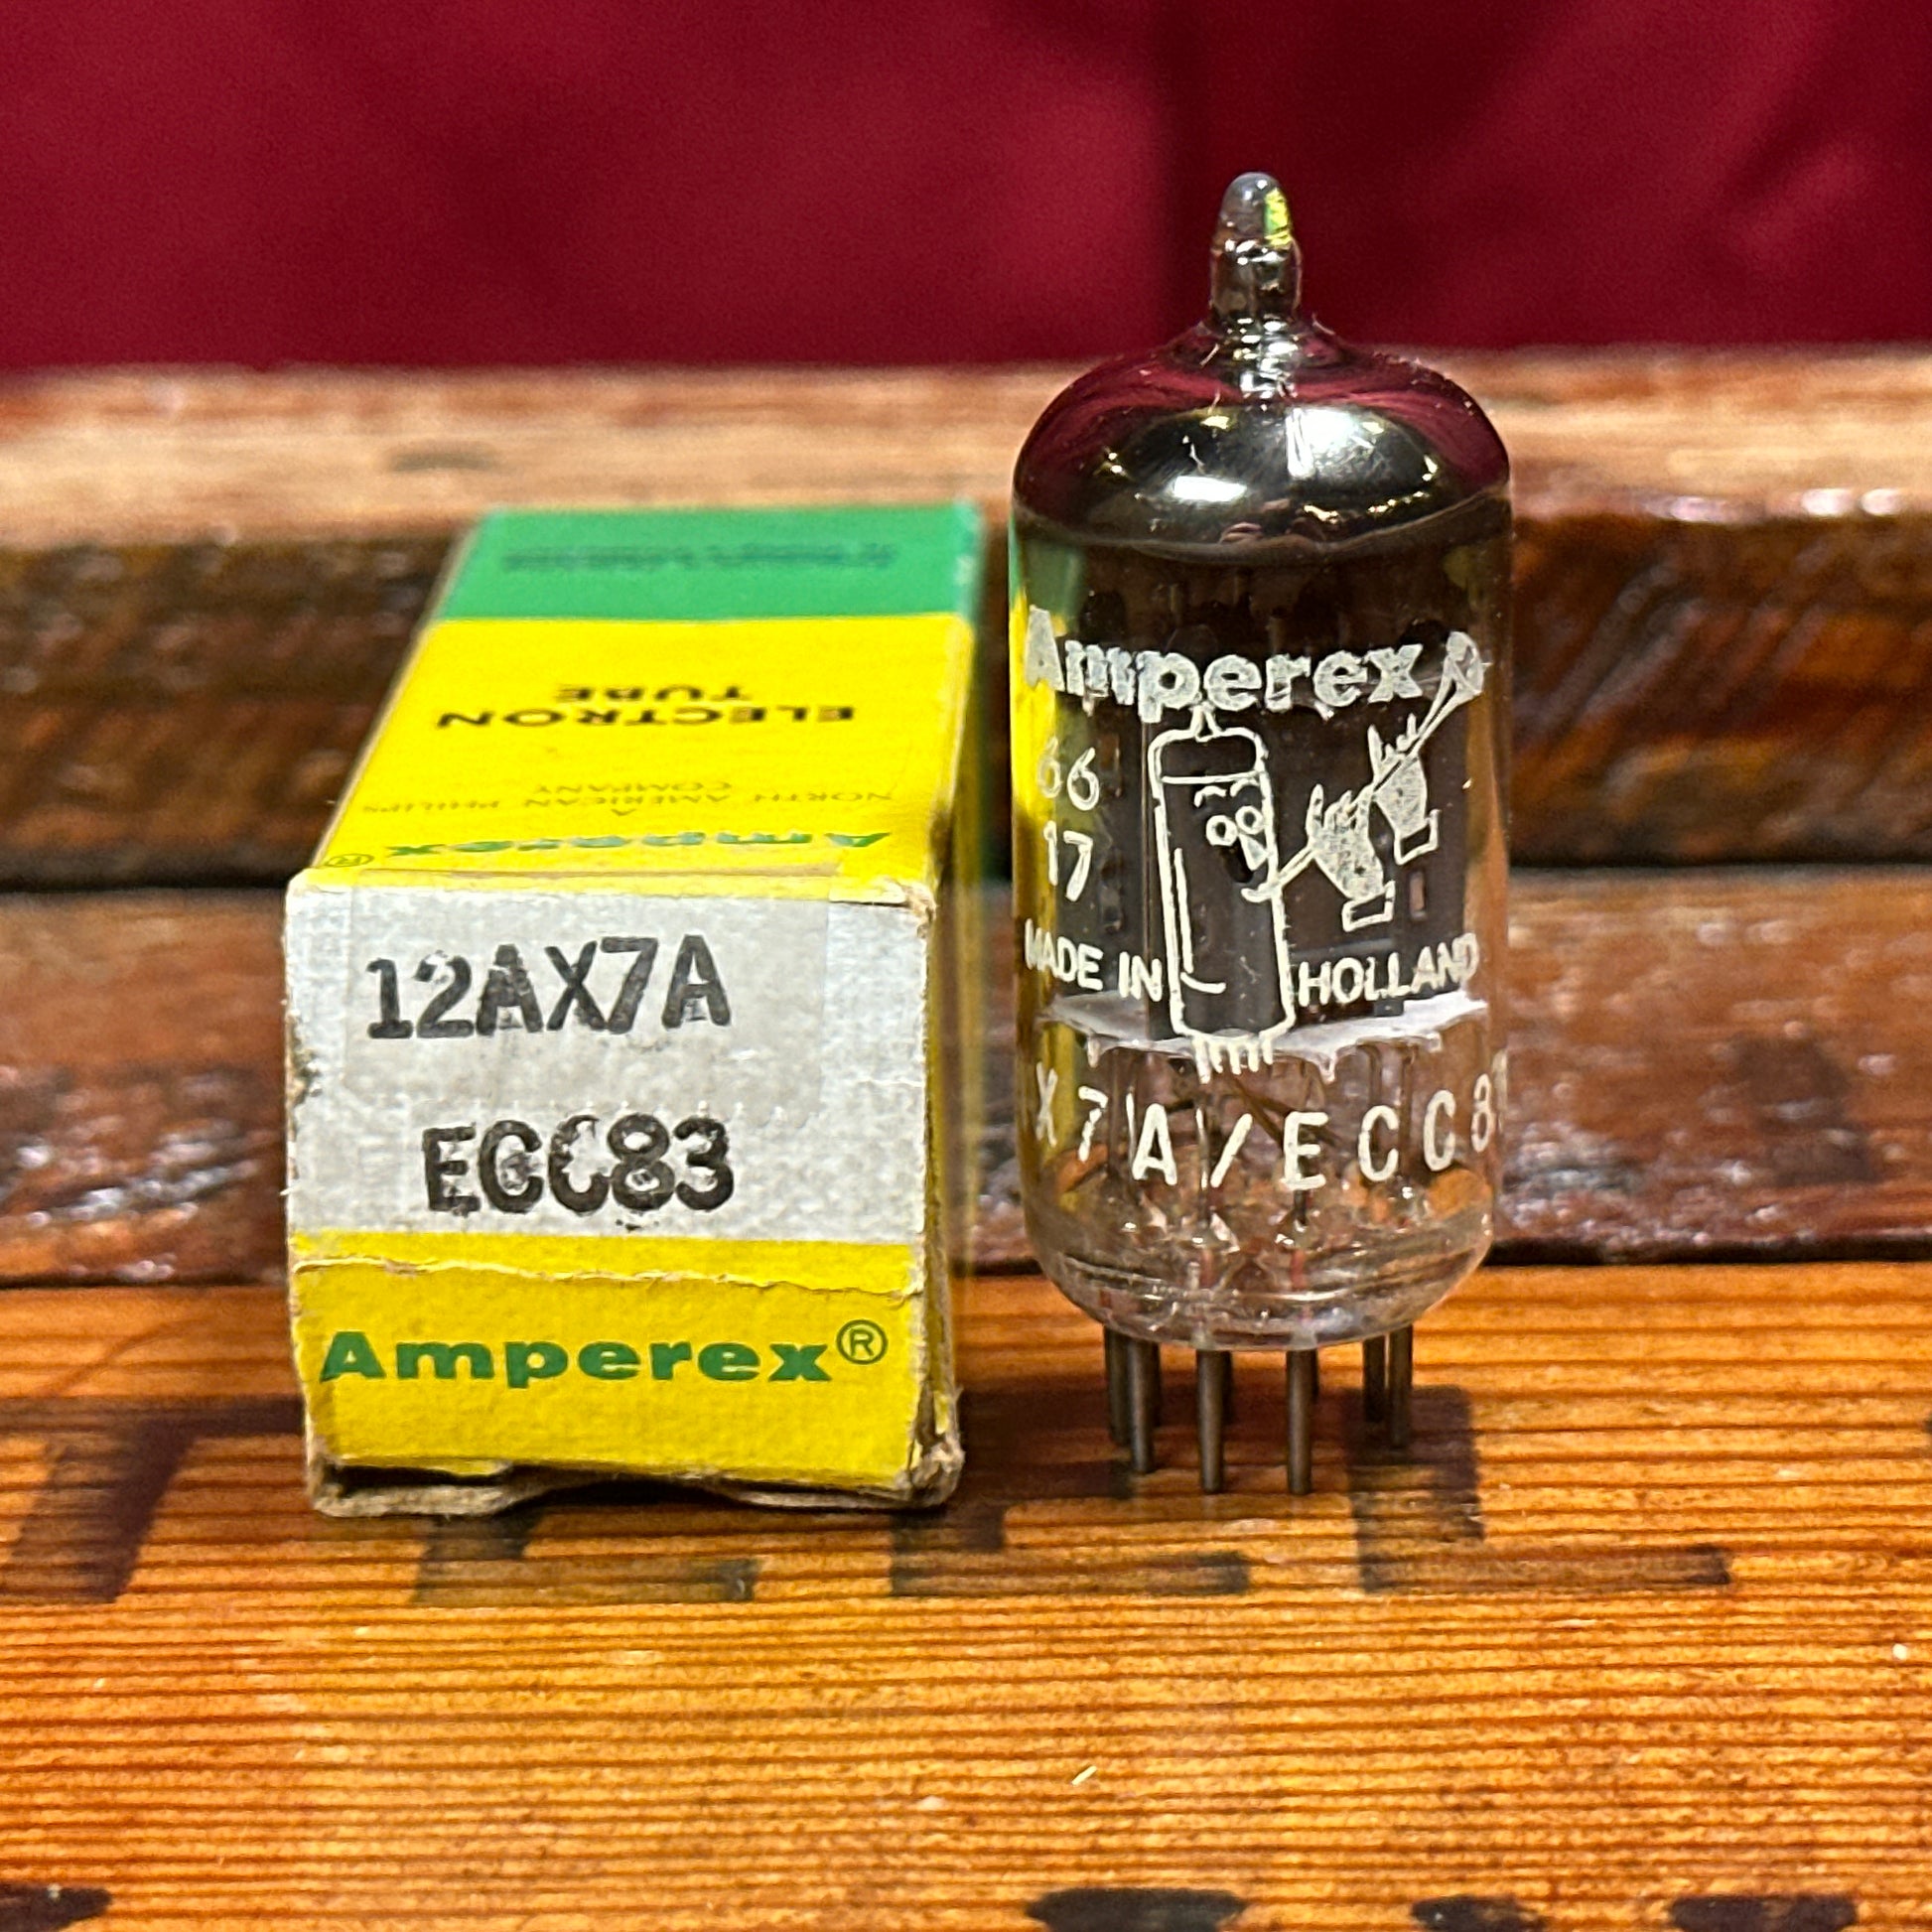 ELECTRON
TUBE
NORTH AMERICAN PHILIPS
COMPANY
Amperex®
12AX7A
ECC83
Amperex®
Amperex
66
17
MADE IN HOLLAND
X7A/ECC8